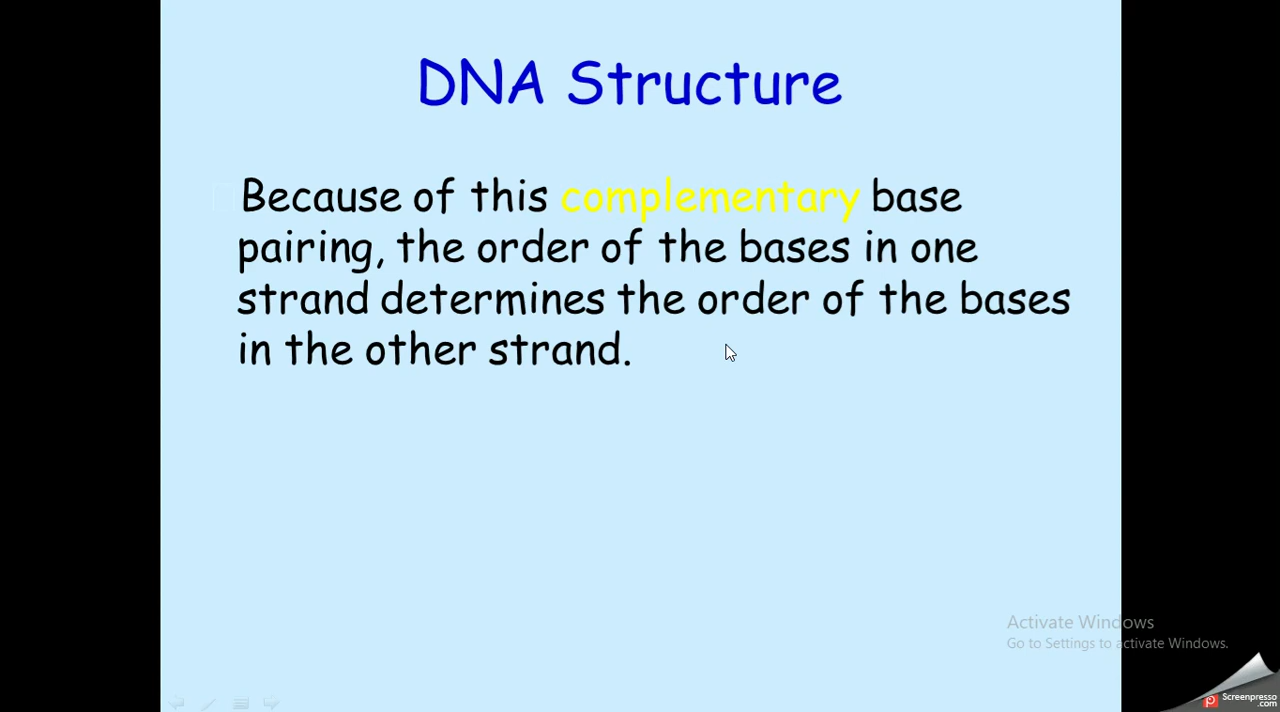 DNA Structure
Because of this complementary base
pairing, the order of the bases in one
strand determines the order of the bases
in the other strand.
Activate Windows
Go to Settings to activate Windows.
Screenpresso
.com